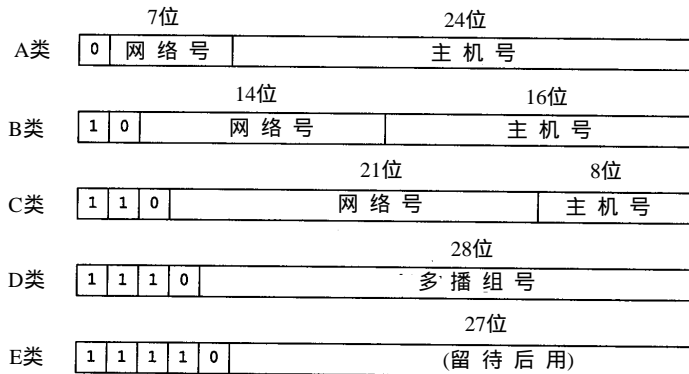 7位 24位
A类 0 网 络 号 主 机 号
14位 16位
B类 1 0 网 络 号 主 机 号
21位 8位
C类 1 1 0 网 络 号 主 机 号
28位
D类 1 1 1 0 多 播 组 号
27位
E类 1 1 1 1 0 (留 待 后 用)